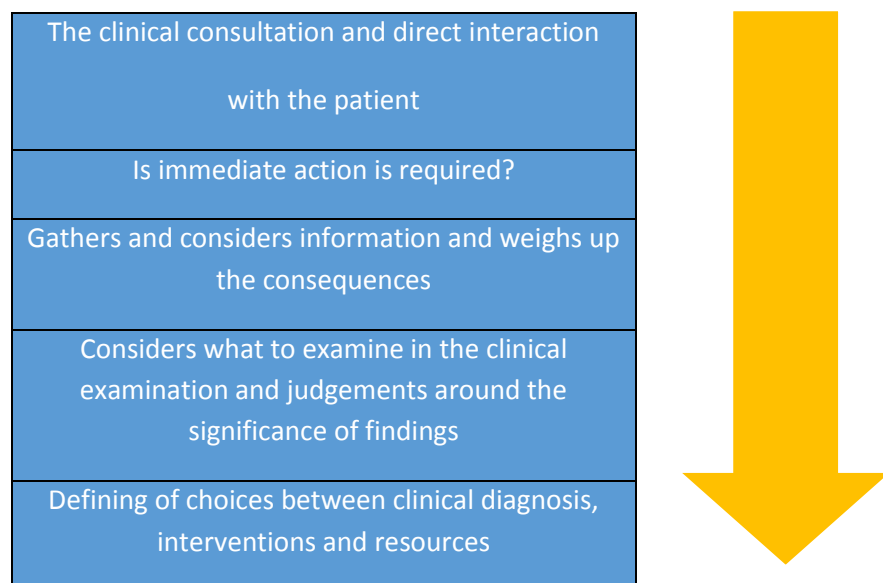 The clinical consultation and direct interaction
with the patient
Is immediate action is required?
Gathers and considers information and weighs up
the consequences
Considers what to examine in the clinical
examination and judgements around the
significance of findings
Defining of choices between clinical diagnosis,
interventions and resources